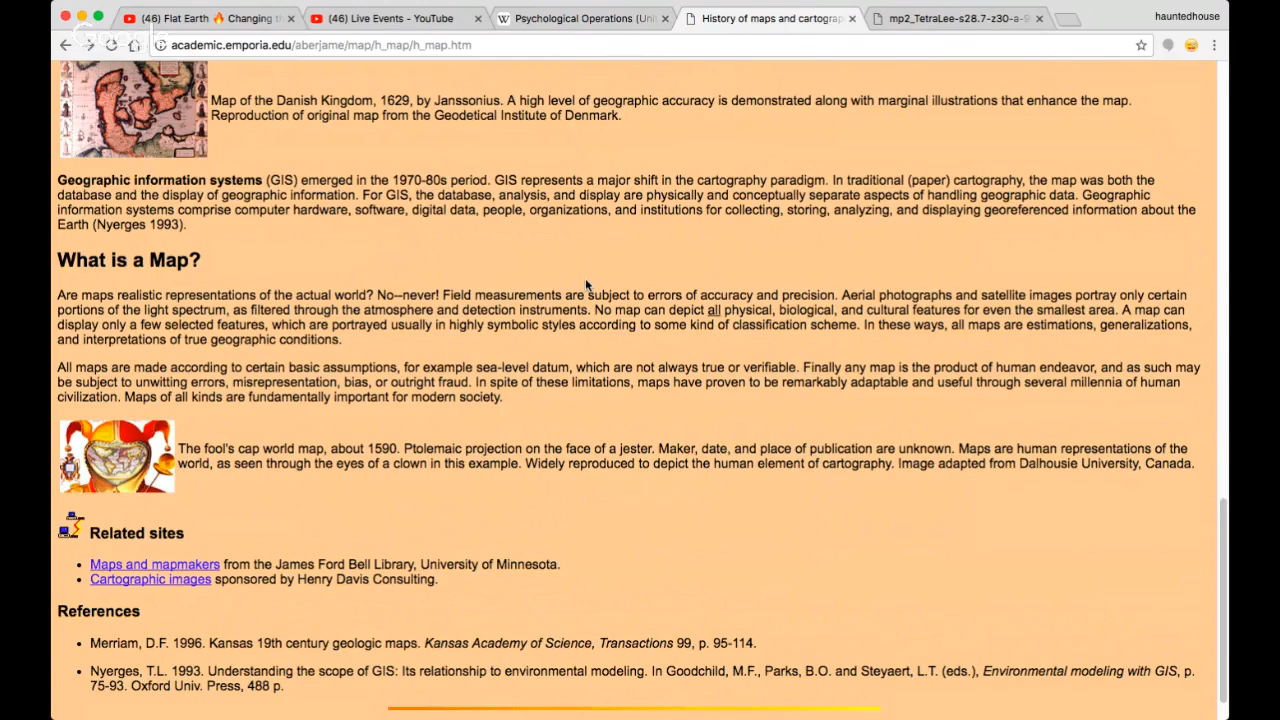 (46) Flat Earth 🔥 Changing t
(46) Live Events - YouTube
Psychological Operations (Uni
History of maps and cartograp
mp2_TetraLee-s28.7-z30-a-9
hauntedhouse
Google
academic.emporia.edu/aberjame/map/h_map/h_map.htm
Map of the Danish Kingdom, 1629, by Janssonius. A high level of geographic accuracy is demonstrated along with marginal illustrations that enhance the map.
Reproduction of original map from the Geodetical Institute of Denmark.
Geographic information systems (GIS) emerged in the 1970-80s period. GIS represents a major shift in the cartography paradigm. In traditional (paper) cartography, the map was both the
database and the display of geographic information. For GIS, the database, analysis, and display are physically and conceptually separate aspects of handling geographic data. Geographic
information systems comprise computer hardware, software, digital data, people, organizations, and institutions for collecting, storing, analyzing, and displaying georeferenced information about the
Earth (Nyerges 1993).
What is a Map?
Are maps realistic representations of the actual world? No--never! Field measurements are subject to errors of accuracy and precision. Aerial photographs and satellite images portray only certain
portions of the light spectrum, as filtered through the atmosphere and detection instruments. No map can depict all physical, biological, and cultural features for even the smallest area. A map can
display only a few selected features, which are portrayed usually in highly symbolic styles according to some kind of classification scheme. In these ways, all maps are estimations, generalizations,
and interpretations of true geographic conditions.
All maps are made according to certain basic assumptions, for example sea-level datum, which are not always true or verifiable. Finally any map is the product of human endeavor, and as such may
be subject to unwitting errors, misrepresentation, bias, or outright fraud. In spite of these limitations, maps have proven to be remarkably adaptable and useful through several millennia of human
civilization. Maps of all kinds are fundamentally important for modern society.
The fool's cap world map, about 1590. Ptolemaic projection on the face of a jester. Maker, date, and place of publication are unknown. Maps are human representations of the
world, as seen through the eyes of a clown in this example. Widely reproduced to depict the human element of cartography. Image adapted from Dalhousie University, Canada.
Related sites
• Maps and mapmakers from the James Ford Bell Library, University of Minnesota.
• Cartographic images sponsored by Henry Davis Consulting.
References
• Merriam, D.F. 1996. Kansas 19th century geologic maps. Kansas Academy of Science, Transactions 99, p. 95-114.
• Nyerges, T.L. 1993. Understanding the scope of GIS: Its relationship to environmental modeling. In Goodchild, M.F., Parks, B.O. and Steyaert, L.T. (eds.), Environmental modeling with GIS, p.
75-93. Oxford Univ. Press, 488 p.